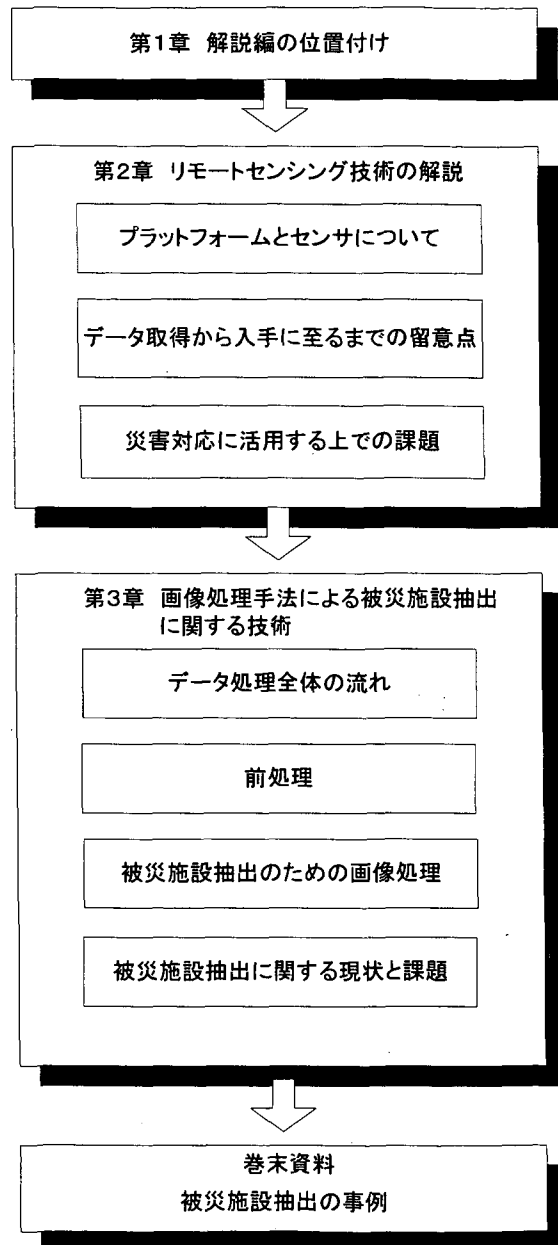 第1章 解説編の位置付け
第2章 リモートセンシング技術の解説
プラットフォームとセンサについて
データ取得から入手に至るまでの留意点
災害対応に活用する上での課題
第3章 画像処理手法による被災施設抽出
に関する技術
データ処理全体の流れ
前処理
被災施設抽出のための画像処理
被災施設抽出に関する現状と課題
巻末資料
被災施設抽出の事例